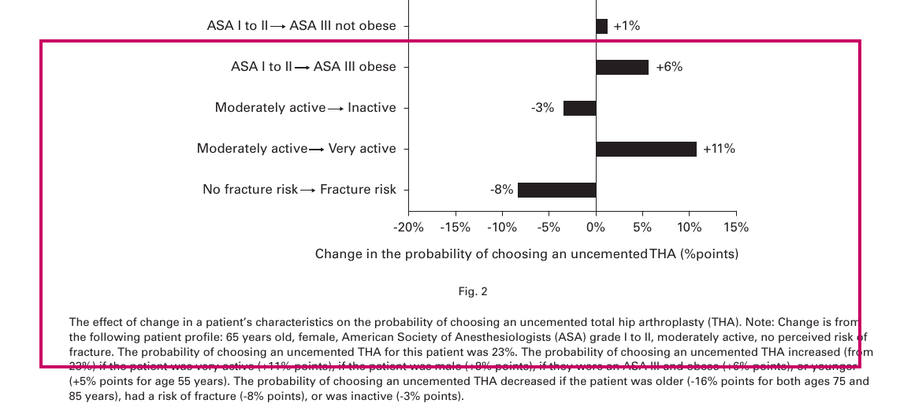 ASA I to II → ASA III not obese
+1%
ASA I to II → ASA III obese
+6%
Moderately active → Inactive
-3%
Moderately active → Very active
+11%
No fracture risk → Fracture risk
-8%
-20% -15% -10% -5% 0% 5% 10% 15%
Change in the probability of choosing an uncemented THA (%points)
Fig. 2
The effect of change in a patient’s characteristics on the probability of choosing an uncemented total hip arthroplasty (THA). Note: Change is from
the following patient profile: 65 years old, female, American Society of Anesthesiologists (ASA) grade I to II, moderately active, no perceived risk of
fracture. The probability of choosing an uncemented THA for this patient was 23%. The probability of choosing an uncemented THA increased (from
23%) if the patient was very active (+11% points), if the patient was male (+8% points), if they were an ASA III and obese (+6% points), or younger
(+5% points for age 55 years). The probability of choosing an uncemented THA decreased if the patient was older (-16% points for both ages 75 and
85 years), had a risk of fracture (-8% points), or was inactive (-3% points).